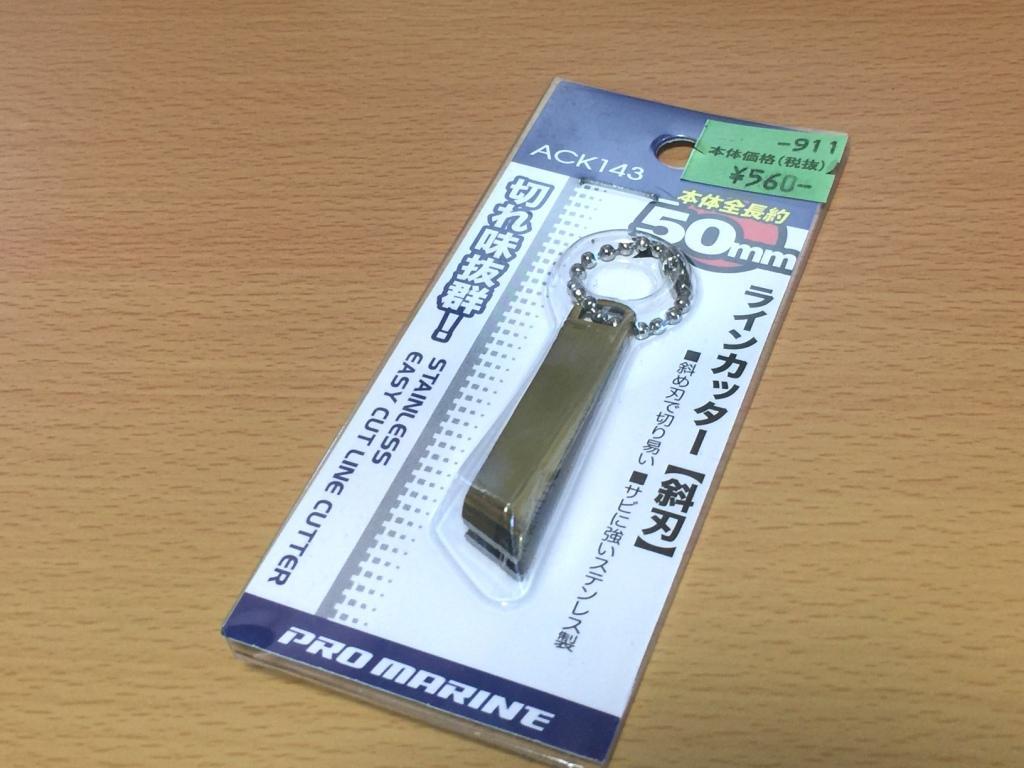 -911
本体価格(税抜)
¥560-
ACK143
本体全長約
50mm
切れ味抜群!
STAINLESS
EASY CUT LINE CUTTER
ラインカッター【斜刃】
■斜め刃で切り易い ■サビに強いステンレス製
PRO MARINE